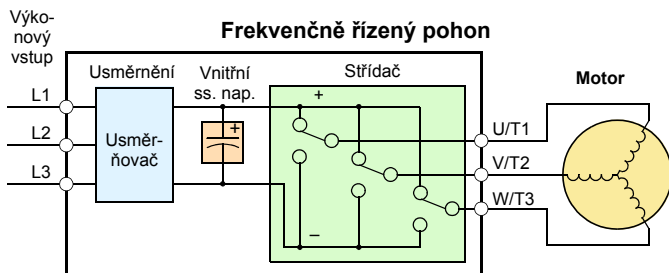 Výko-
nový
vstup
Frekvenčně řízený pohon
Usměrnění
Vnitřní
ss. nap.
Střídač
Motor
L1
L2
L3
Usměr-
ňovač
+
+
–
U/T1
V/T2
W/T3